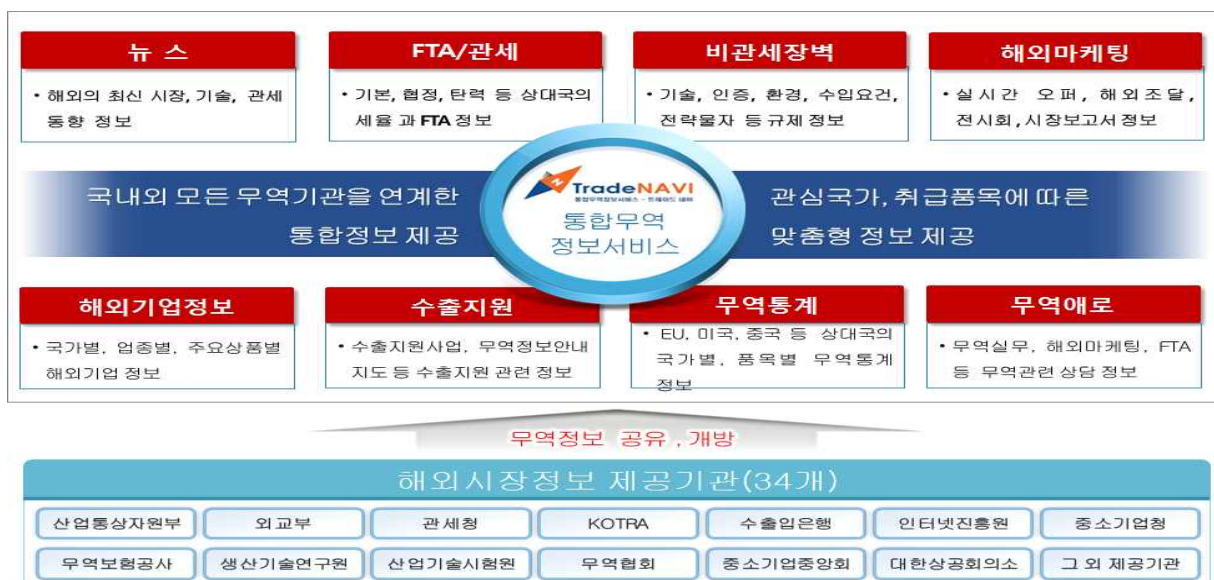 뉴 스
FTA/관세
비관세장벽
해외마케팅
• 해외의 최신 시장, 기술, 관세
동향 정보
• 기본, 협정, 탄력 등 상대국의
세율 과 FTA 정보
• 기술, 인증, 환경, 수입요건,
전략물자 등 규제 정보
• 실시간 오퍼, 해외조달,
전시회, 시장보고서 정보
국내외 모든 무역기관을 연계한
통합정보 제공
TradeNAVI
통합무역정보서비스 - 트레이드 내비
통합무역
정보서비스
관심국가, 취급품목에 따른
맞춤형 정보 제공
해외기업정보
수출지원
무역통계
무역애로
• 국가별, 업종별, 주요상품별
해외기업 정보
• 수출지원사업, 무역정보안내
지도 등 수출지원 관련 정보
• EU, 미국, 중국 등 상대국의
국가별, 품목별 무역통계
정보
• 무역실무, 해외마케팅, FTA
등 무역관련 상담 정보
무역정보 공유 , 개방
해외시장정보 제공기관(34개)
산업통상자원부
외교부
관세청
KOTRA
수출입은행
인터넷진흥원
중소기업청
무역보험공사
생산기술연구원
산업기술시험원
무역협회
중소기업중앙회
대한상공회의소
그 외 제공기관